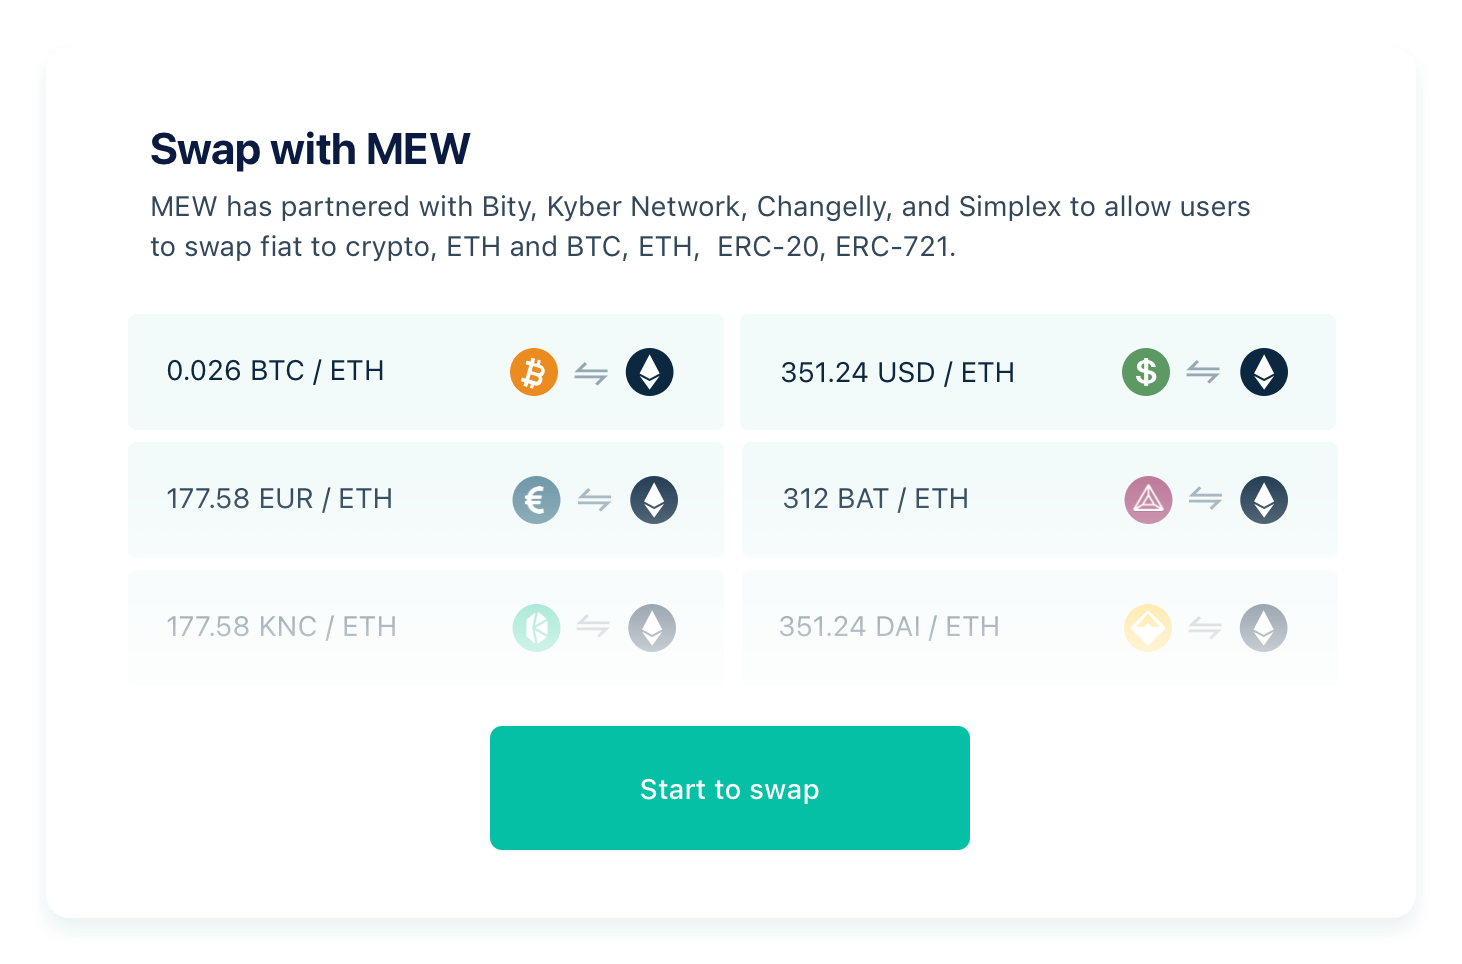 Swap with MEW
MEW has partnered with Bity, Kyber Network, Changelly, and Simplex to allow users
to swap fiat to crypto, ETH and BTC, ETH,  ERC-20, ERC-721.
0.026 BTC / ETH
351.24 USD / ETH
177.58 EUR / ETH
312 BAT / ETH
177.58 KNC / ETH
351.24 DAI / ETH
Start to swap